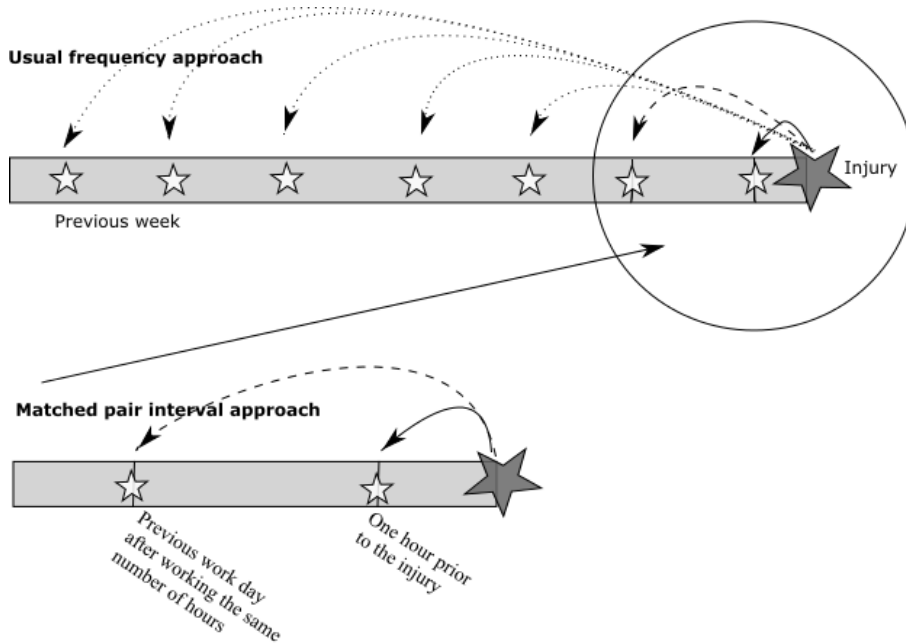 Usual frequency approach
Injury
Previous week
Matched pair interval approach
Previous work day
after working the same
number of hours
One hour prior
to the injury